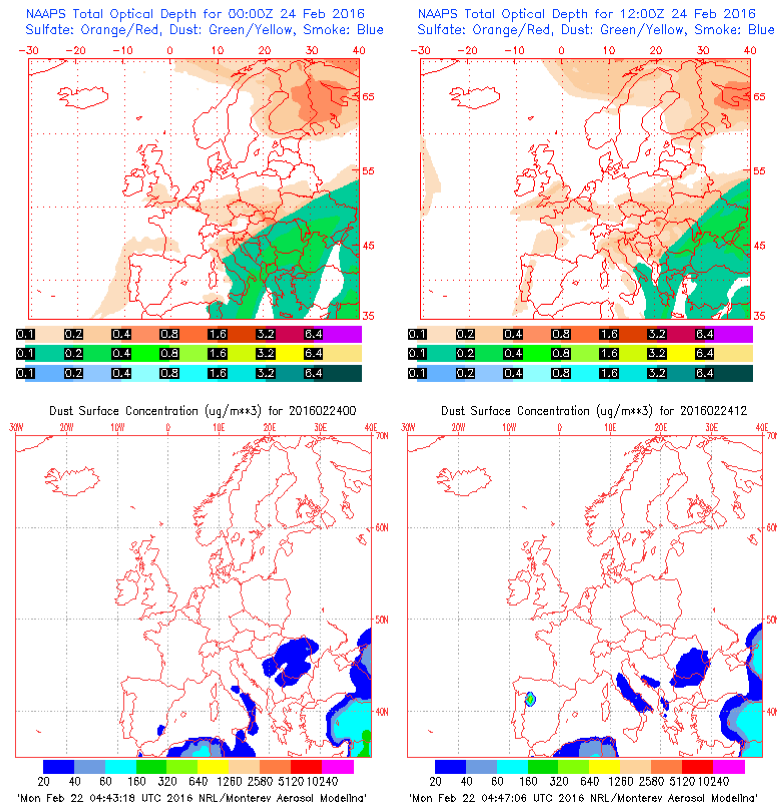 NAAPS Total Optical Depth for 00:00Z 24 Feb 2016
Sulfate: Orange/Red, Dust: Green/Yellow, Smoke: Blue
-30 -20 -10 0 10 20 30 40
65
55
45
35
0.1 0.2 0.4 0.8 1.6 3.2 6.4
0.1 0.2 0.4 0.8 1.6 3.2 6.4
0.1 0.2 0.4 0.8 1.6 3.2 6.4
NAAPS Total Optical Depth for 12:00Z 24 Feb 2016
Sulfate: Orange/Red, Dust: Green/Yellow, Smoke: Blue
-30 -20 -10 0 10 20 30 40
65
55
45
35
0.1 0.2 0.4 0.8 1.6 3.2 6.4
0.1 0.2 0.4 0.8 1.6 3.2 6.4
0.1 0.2 0.4 0.8 1.6 3.2 6.4
Dust Surface Concentration (ug/m**3) for 2016022400
30W 20W 10W 0 10E 20E 30E 40E
70N
60N
50N
40N
20 40 80 160 320 640 1280 2560 5120 10240
'Mon Feb 22 04:43:19 UTC 2016 NRL/Monterey Aerosol Modeling'
Dust Surface Concentration (ug/m**3) for 2016022412
30W 20W 10W 0 10E 20E 30E 40E
70N
60N
50N
40N
20 40 80 160 320 640 1280 2560 5120 10240
'Mon Feb 22 04:47:06 UTC 2016 NRL/Monterey Aerosol Modeling'